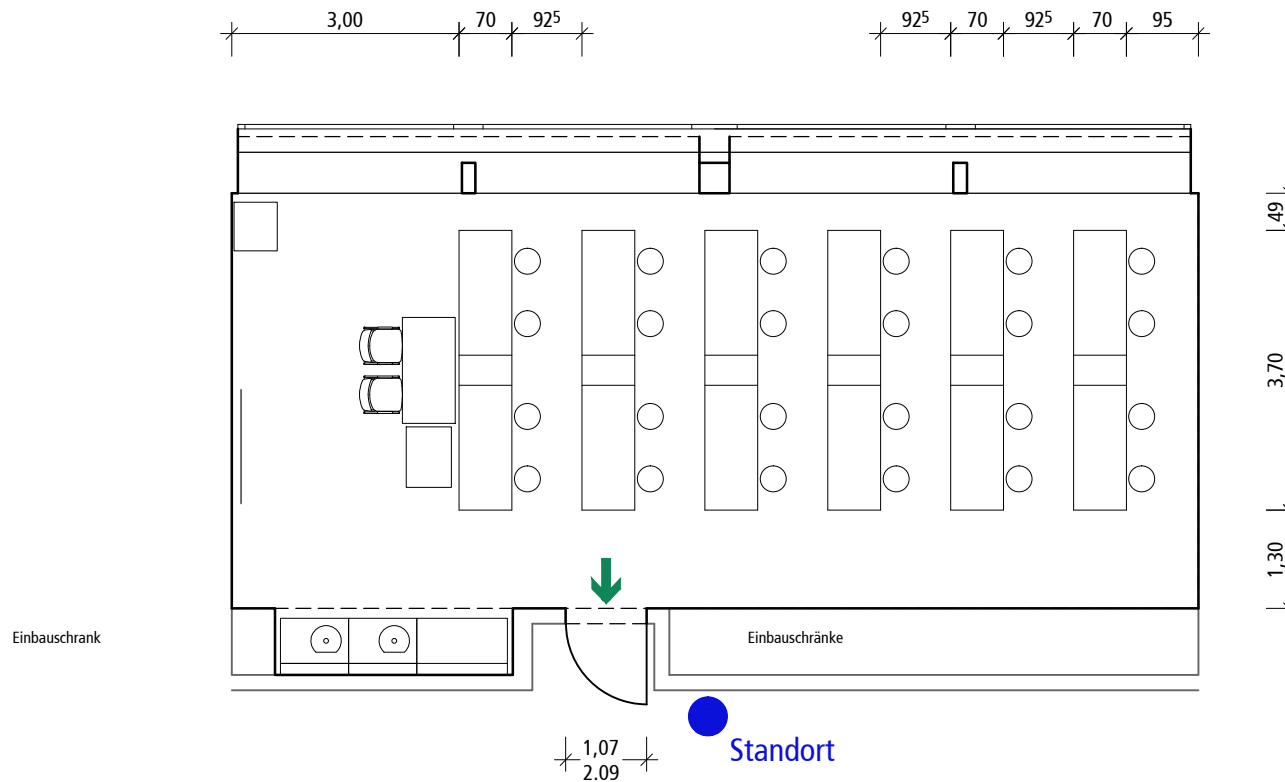 3,00 70 92⁵ 92⁵ 70 92⁵ 70 95
49
3,70
1,30
Einbauschrank Einbauschränke
Standort
1,07
2,09